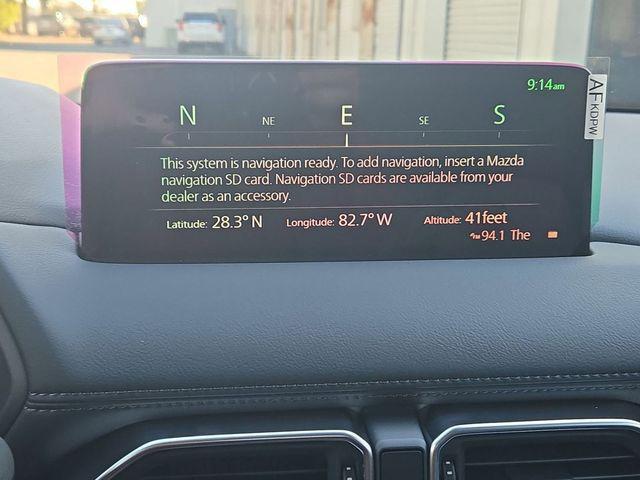 9:14am
N NE E SE S
AF KDPW
This system is navigation ready. To add navigation, insert a Mazda
navigation SD card. Navigation SD cards are available from your
dealer as an accessory.
Latitude: 28.3° N Longitude: 82.7° W Altitude: 41feet
94.1 The